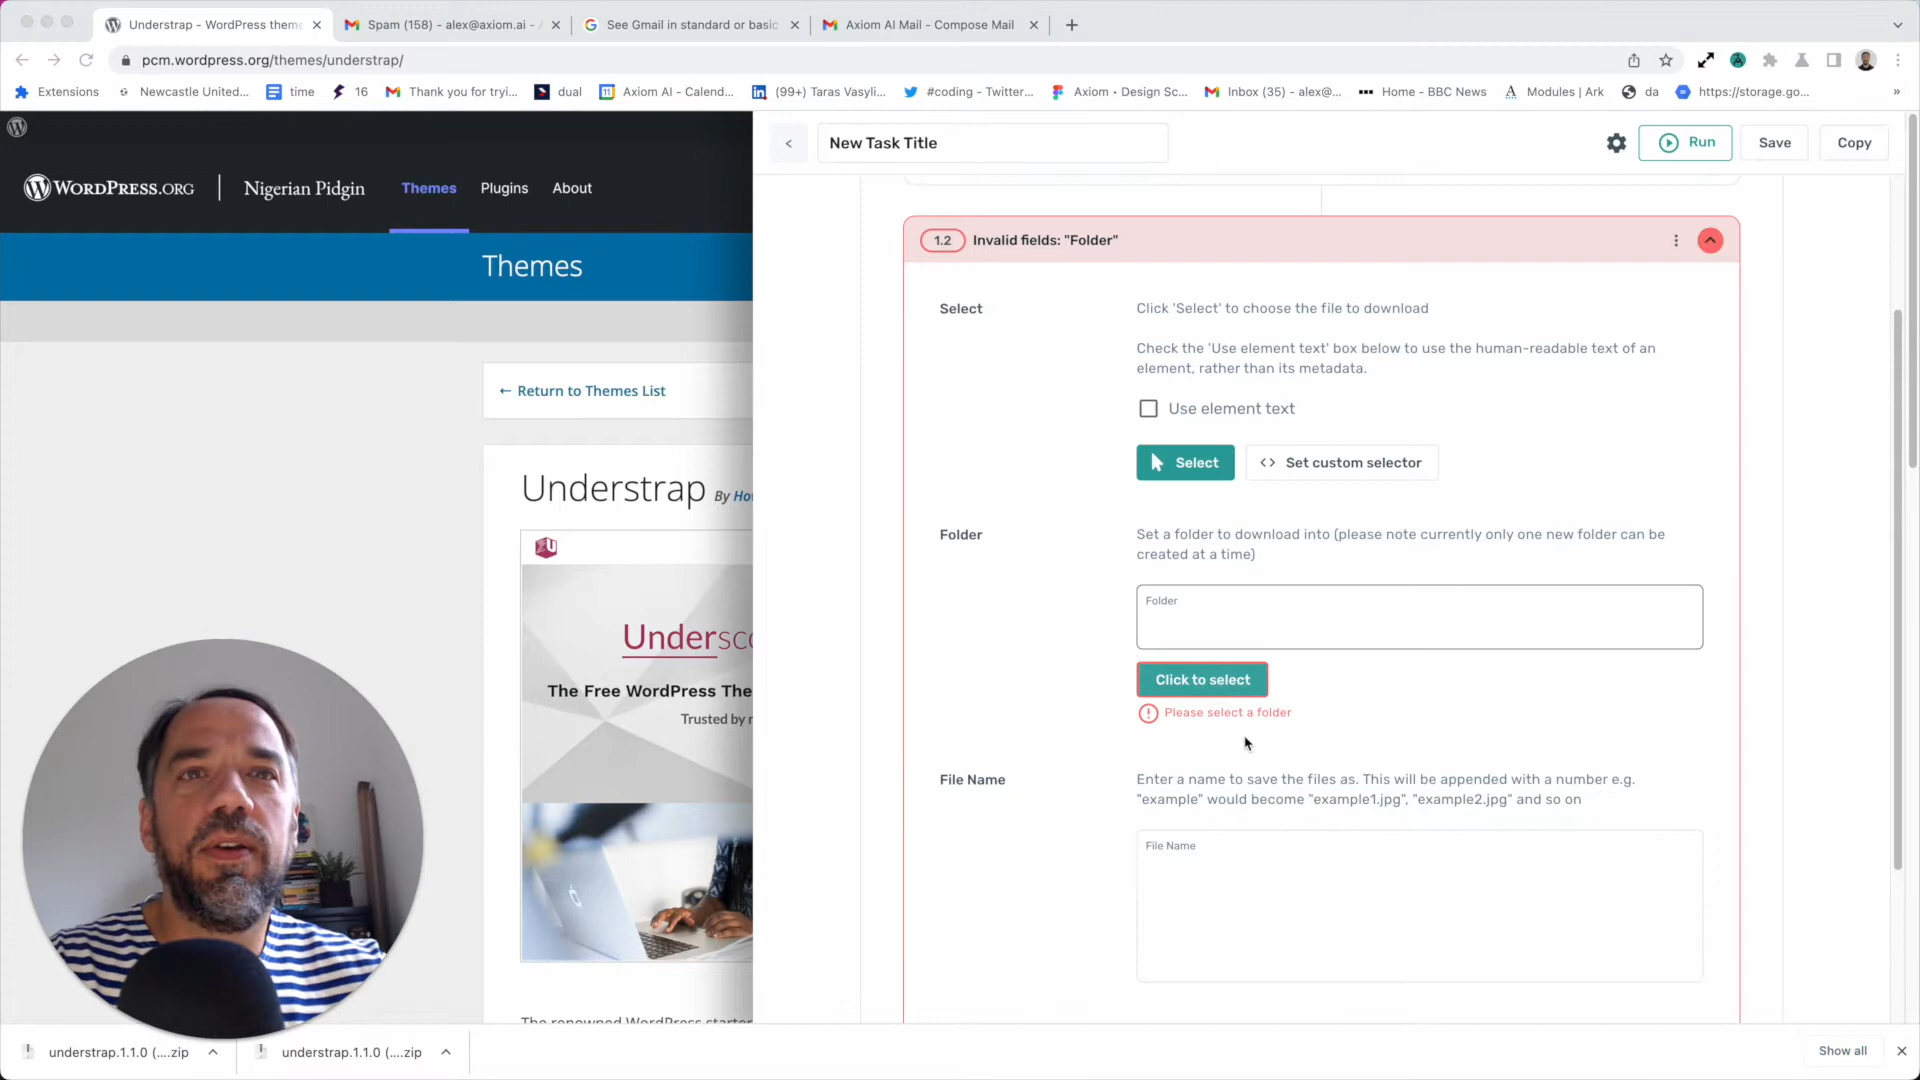 Understrap - WordPress theme
Spam (158) - alex@axiom.ai -
See Gmail in standard or basic
Axiom AI Mail - Compose Mail
pcm.wordpress.org/themes/understrap/
Extensions
Newcastle United...
time
16
Thank you for tryi...
dual
Axiom AI - Calend...
(99+) Taras Vasyli...
#coding - Twitter...
Axiom • Design Sc...
Inbox (35) - alex@...
Home - BBC News
Modules | Ark
da
https://storage.go...
»
WORDPRESS.ORG
Nigerian Pidgin
Themes
Plugins
About
Themes
← Return to Themes List
Understrap By
The Free WordPress
Trusted by
<
New Task Title
Run
Save
Copy
1.2
Invalid fields: "Folder"
Select
Click 'Select' to choose the file to download
Check the 'Use element text' box below to use the human-readable text of an
element, rather than its metadata.
Use element text
Select
Set custom selector
Folder
Set a folder to download into (please note currently only one new folder can be
created at a time)
Folder
Click to select
Please select a folder
File Name
Enter a name to save the files as. This will be appended with a number e.g.
"example" would become "example1.jpg", "example2.jpg" and so on
File Name
understrap.1.1.0 (....zip
understrap.1.1.0 (....zip
Show all